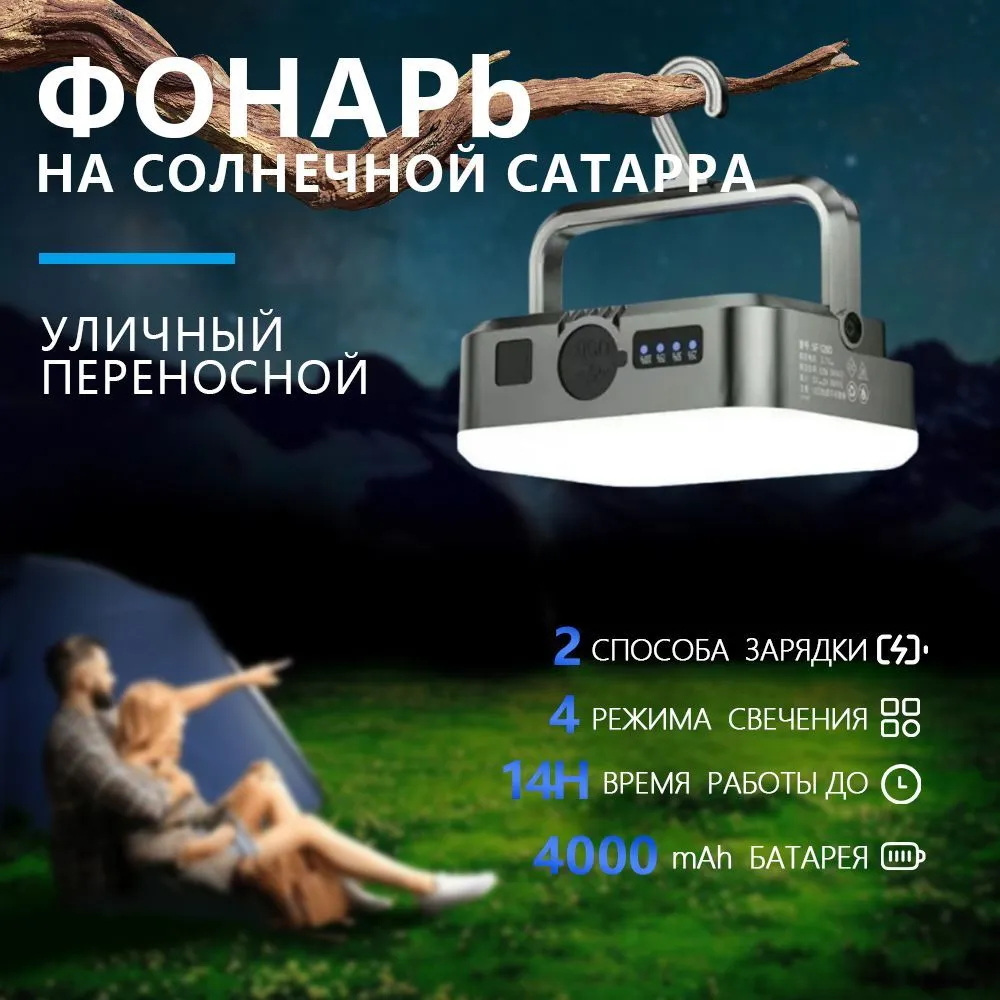 ФОНАРЬ
НА СОЛНЕЧНОЙ САТАРРА
УЛИЧНЫЙ
ПЕРЕНОСНОЙ
2 СПОСОБА ЗАРЯДКИ
4 РЕЖИМА СВЕЧЕНИЯ
14H ВРЕМЯ РАБОТЫ ДО
4000 mAh БАТАРЕЯ